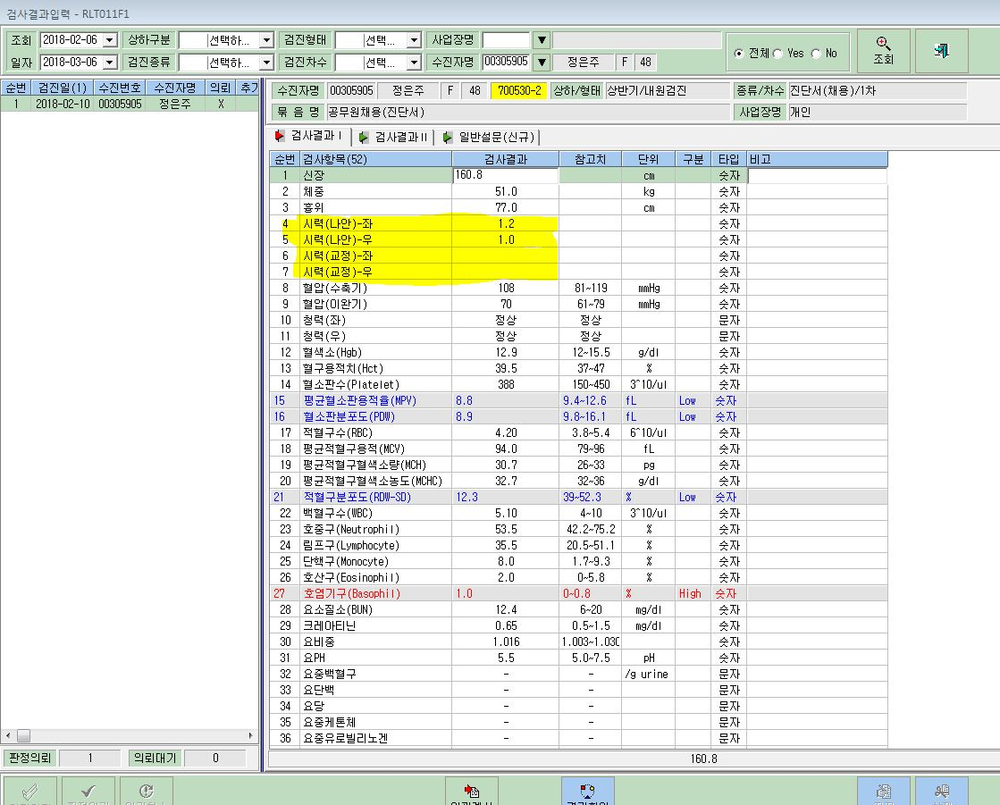 검사결과입력 - RLT011F1
조회 2018-02-06 상하구분 |선택하... 검진형태 |선택... 사업장명
일자 2018-03-06 검진종류 |선택하... 검진차수 |선택... 수진자명 00305905 정은주 F 48
전체 Yes No 조회
순번 검진일(1) 수진번호 수진자명 의뢰 추가
1 2018-02-10 00305905 정은주 X
수진자명 00305905 정은주 F 48 700530-2 상하/형태 상반기/내원검진 종류/차수 진단서(채용)/1차
묶 음 명 공무원채용(진단서) 사업장명 개인
검사결과Ⅰ 검사결과Ⅱ 일반설문(신규)
순번 검사항목(52) 검사결과 참고치 단위 구분 타입 비고
1 신장 160.8 cm 숫자
2 체중 51.0 kg 숫자
3 흉위 77.0 cm 숫자
4 시력(나안)-좌 1.2 숫자
5 시력(나안)-우 1.0 숫자
6 시력(교정)-좌 숫자
7 시력(교정)-우 숫자
8 혈압(수축기) 108 81~119 mmHg 숫자
9 혈압(이완기) 70 61~79 mmHg 숫자
10 청력(좌) 정상 정상 문자
11 청력(우) 정상 정상 문자
12 혈색소(Hgb) 12.9 12~15.5 g/dl 숫자
13 혈구용적치(Hct) 39.5 37~47 % 숫자
14 혈소판수(Platelet) 388 150~450 3^10/ul 숫자
15 평균혈소판용적율(MPV) 8.8 9.4~12.6 fL Low 숫자
16 혈소판분포도(PDW) 8.9 9.8~16.1 fL Low 숫자
17 적혈구수(RBC) 4.20 3.8~5.4 6^10/ul 숫자
18 평균적혈구용적(MCV) 94.0 79~96 fL 숫자
19 평균적혈구혈색소량(MCH) 30.7 26~33 pg 숫자
20 평균적혈구혈색소농도(MCHC) 32.7 32~36 g/dl 숫자
21 적혈구분포도(RDW-SD) 12.3 39~52.3 % Low 숫자
22 백혈구수(WBC) 5.10 4~10 3^10/ul 숫자
23 호중구(Neutrophil) 53.5 42.2~75.2 % 숫자
24 림프구(Lymphocyte) 35.5 20.5~51.1 % 숫자
25 단핵구(Monocyte) 8.0 1.7~9.3 % 숫자
26 호산구(Eosinophil) 2.0 0~5.8 % 숫자
27 호염기구(Basophil) 1.0 0~0.8 % High 숫자
28 요소질소(BUN) 12.4 6~20 mg/dl 숫자
29 크레아티닌 0.65 0.5~1.5 mg/dl 숫자
30 요비중 1.016 1.003~1.030 숫자
31 요PH 5.5 5.0~7.5 pH 숫자
32 요중백혈구 - - /g urine 문자
33 요단백 - - 문자
34 요당 - - 문자
35 요중케톤체 - - 문자
36 요중유로빌리노겐 - - 문자
판정의뢰 1 의뢰대기 0
160.8